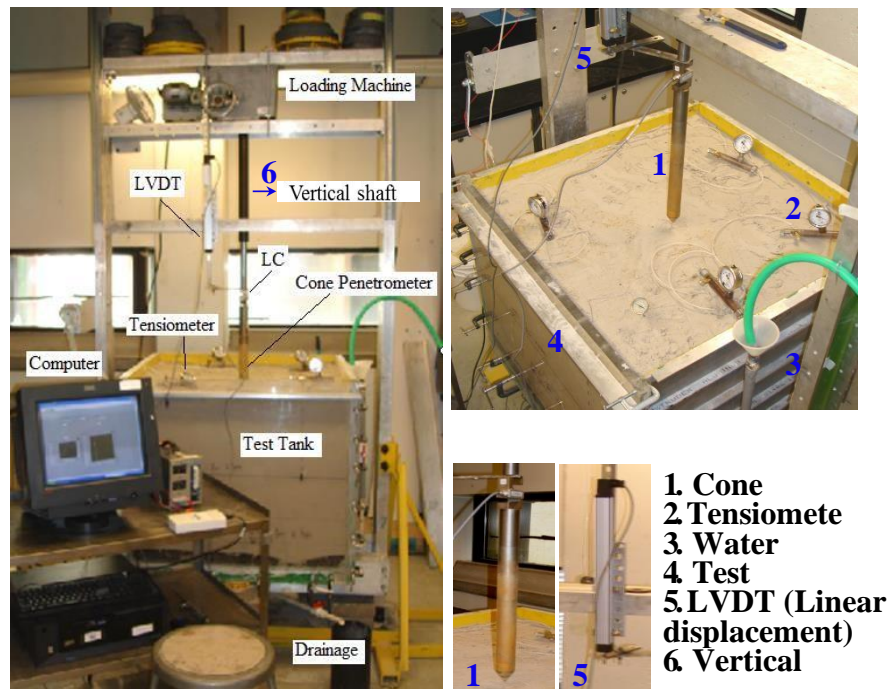 Loading Machine
6
LVDT
Vertical shaft
LC
Cone Penetrometer
Tensiometer
Computer
Test Tank
Drainage
5
1
2
4
3
1
5
1. Cone
2.Tensiomete
3. Water
4. Test
5.LVDT (Linear
displacement)
6. Vertical